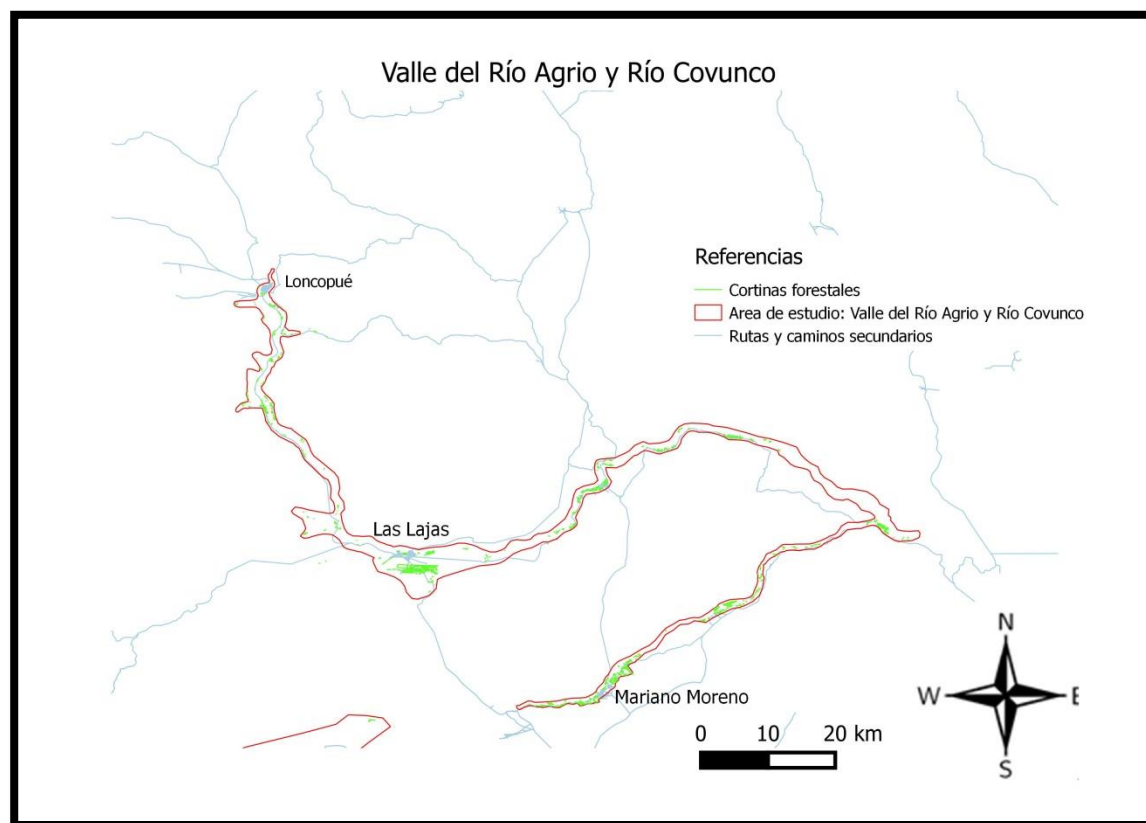 Valle del Río Agrio y Río Covunco
Loncopué
Referencias
Cortinas forestales
Area de estudio: Valle del Río Agrio y Río Covunco
Rutas y caminos secundarios
Las Lajas
Mariano Moreno
N
W
E
S
0 10 20 km